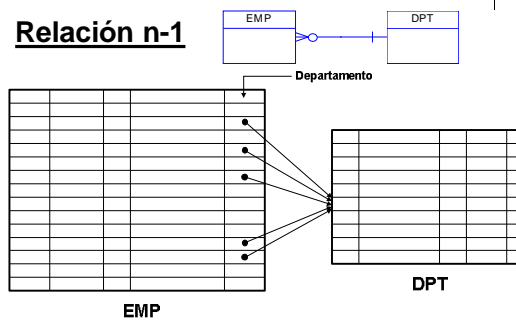 Relación n-1
EMP
DPT
Departamento
DPT
EMP